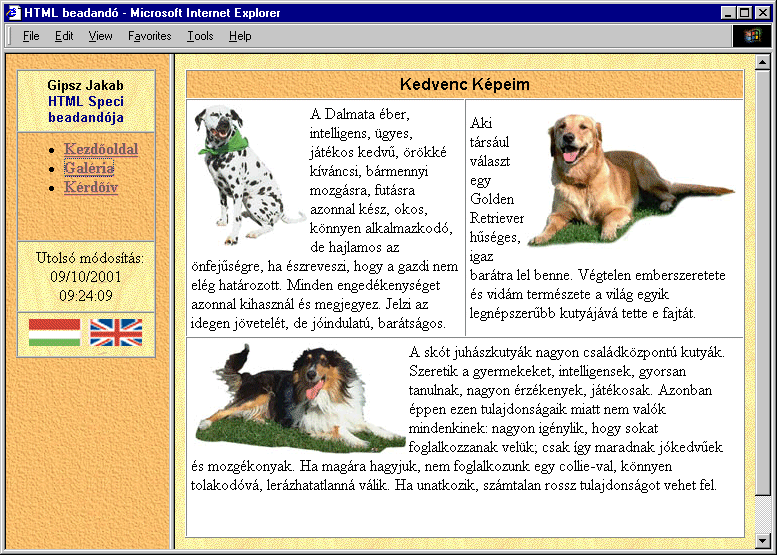 HTML beadandó - Microsoft Internet Explorer
File Edit View Favorites Tools Help
Gipsz Jakab
HTML Speci
beadandója
Kezdőoldal
Galéria
Kérdőív
Utolsó módosítás:
09/10/2001
09:24:09
Kedvenc Képeim
A Dalmata éber,
intelligens, ügyes,
játékos kedvű, örökké
kíváncsi, bármennyi
mozgásra, futásra
azonnal kész, okos,
könnyen alkalmazkodó,
de hajlamos az
önfejűségre, ha észreveszi, hogy a gazdi nem
elég határozott. Minden engedékenységet
azonnal kihasznál és megjegyez. Jelzi az
idegen jövetelét, de jóindulatú, barátságos.
Aki
társául
választ
egy
Golden
Retriever
hűséges,
igaz
barátra lel benne. Végtelen emberszeretete
és vidám természete a világ egyik
legnépszerűbb kutyájává tette e fajtát.
A skót juhászkutyák nagyon családközpontú kutyák.
Szeretik a gyermekeket, intelligensek, gyorsan
tanulnak, nagyon érzékenyek, játékosak. Azonban
éppen ezen tulajdonságaik miatt nem valók
mindenkinek: nagyon igénylik, hogy sokat
foglalkozzanak velük; csak így maradnak jókedvűek
és mozgékonyak. Ha magára hagyjuk, nem foglalkozunk egy collie-val, könnyen
tolakodóvá, lerázhatatlanná válik. Ha unatkozik, számtalan rossz tulajdonságot vehet fel.